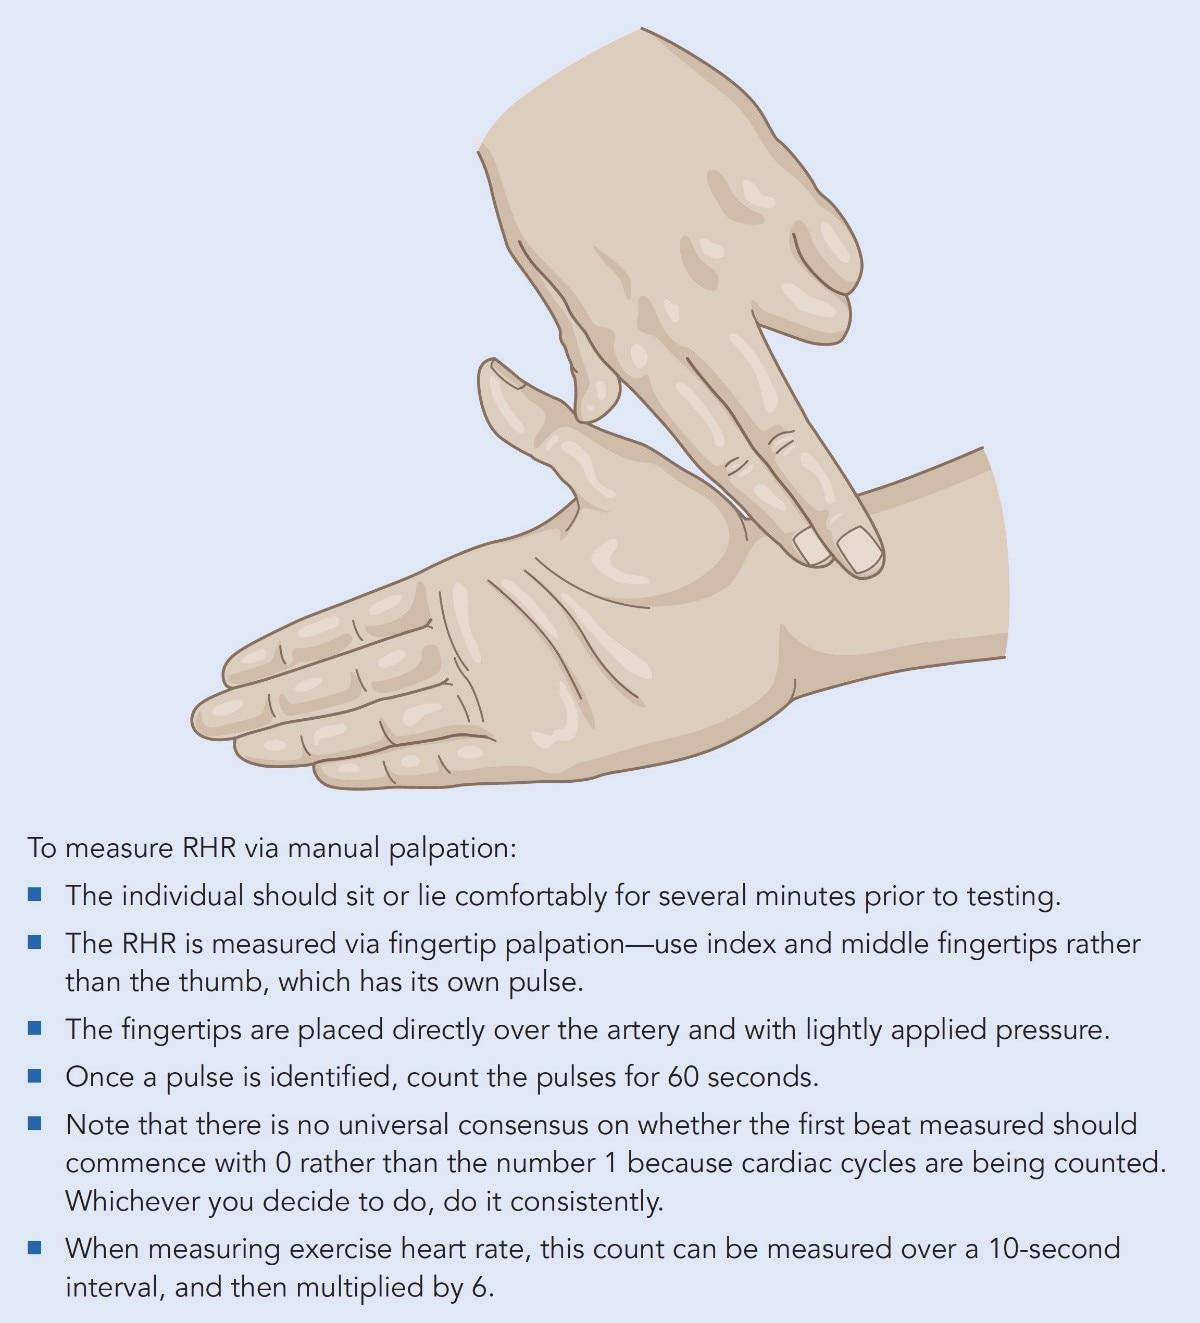 To measure RHR via manual palpation:
■ The individual should sit or lie comfortably for several minutes prior to testing.
■ The RHR is measured via fingertip palpation—use index and middle fingertips rather
than the thumb, which has its own pulse.
■ The fingertips are placed directly over the artery and with lightly applied pressure.
■ Once a pulse is identified, count the pulses for 60 seconds.
■ Note that there is no universal consensus on whether the first beat measured should
commence with 0 rather than the number 1 because cardiac cycles are being counted.
Whichever you decide to do, do it consistently.
■ When measuring exercise heart rate, this count can be measured over a 10-second
interval, and then multiplied by 6.